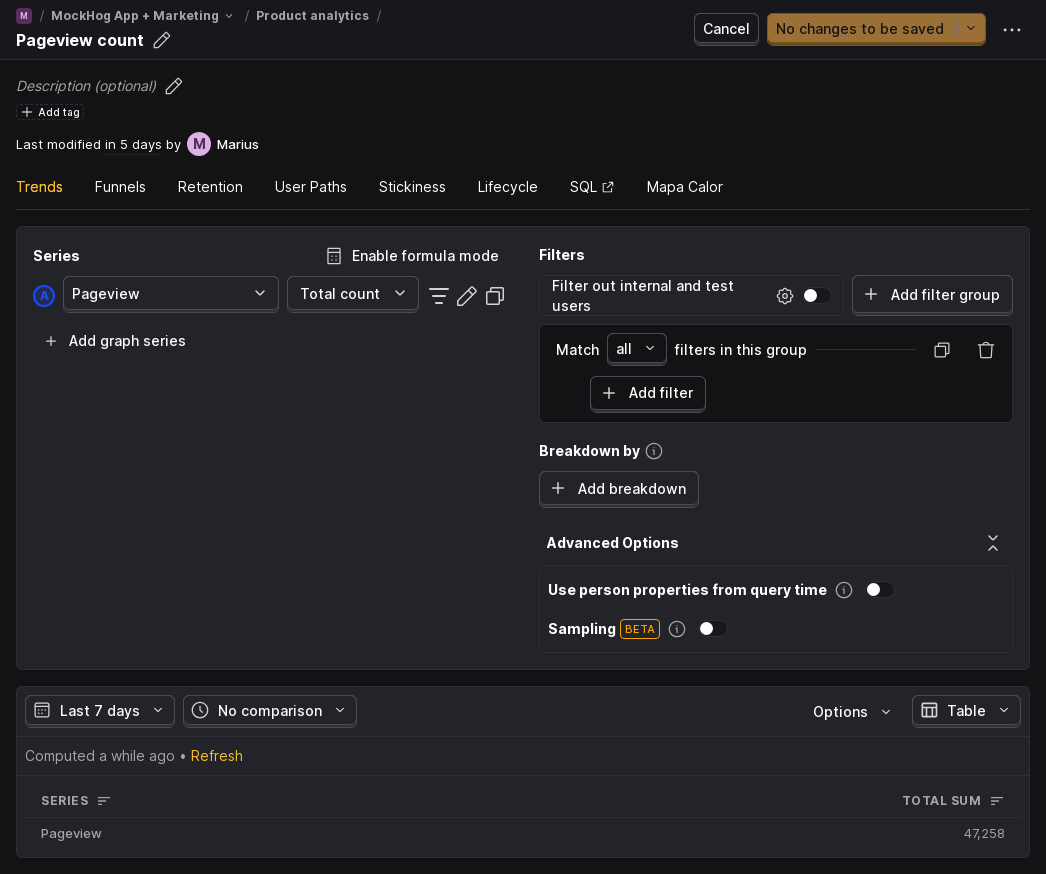 M / MockHog App + Marketing / Product analytics /
Pageview count
Cancel
No changes to be saved
Description (optional)
Add tag
Last modified in 5 days by M Marius
Trends Funnels Retention User Paths Stickiness Lifecycle SQL Mapa Calor
Series
Enable formula mode
A Pageview Total count
Add graph series
Filters
Filter out internal and test
users
Add filter group
Match all filters in this group
Add filter
Breakdown by
Add breakdown
Advanced Options
Use person properties from query time
Sampling BETA
Last 7 days No comparison Options Table
Computed a while ago • Refresh
SERIES TOTAL SUM
Pageview 47,258